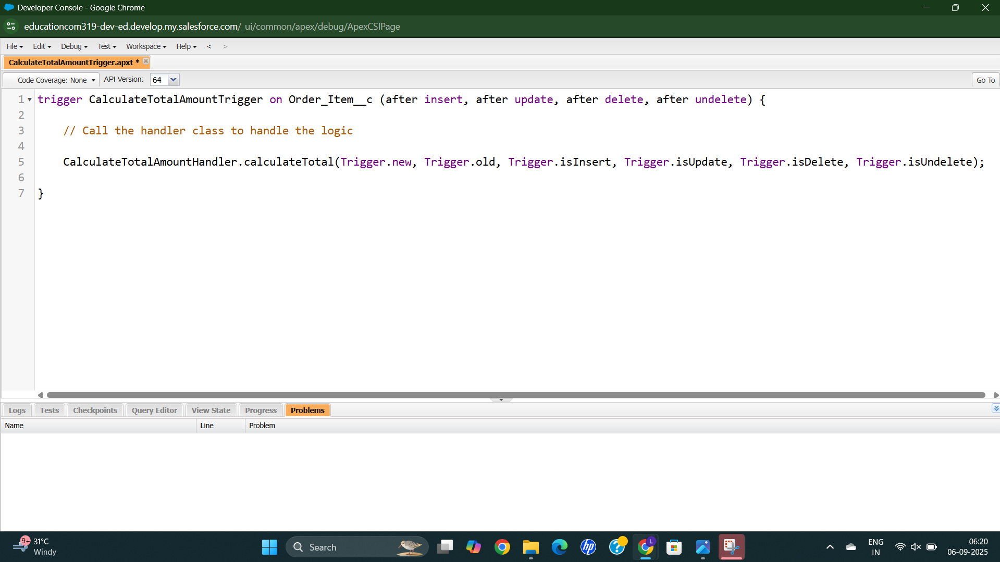 Developer Console - Google Chrome
educationcom319-dev-ed.develop.my.salesforce.com/_ui/common/apex/debug/ApexCSIPage
File Edit Debug Test Workspace Help < >
CalculateTotalAmountTrigger.apxt *
Code Coverage: None API Version: 64 Go To
1 trigger CalculateTotalAmountTrigger on Order_Item__c (after insert, after update, after delete, after undelete) {
2
3 // Call the handler class to handle the logic
4
5 CalculateTotalAmountHandler.calculateTotal(Trigger.new, Trigger.old, Trigger.isInsert, Trigger.isUpdate, Trigger.isDelete, Trigger.isUndelete);
6
7 }
Logs Tests Checkpoints Query Editor View State Progress Problems
Name Line Problem
9+ 31°C
Windy
Search
hp
L
ENG
IN
06:20
06-09-2025